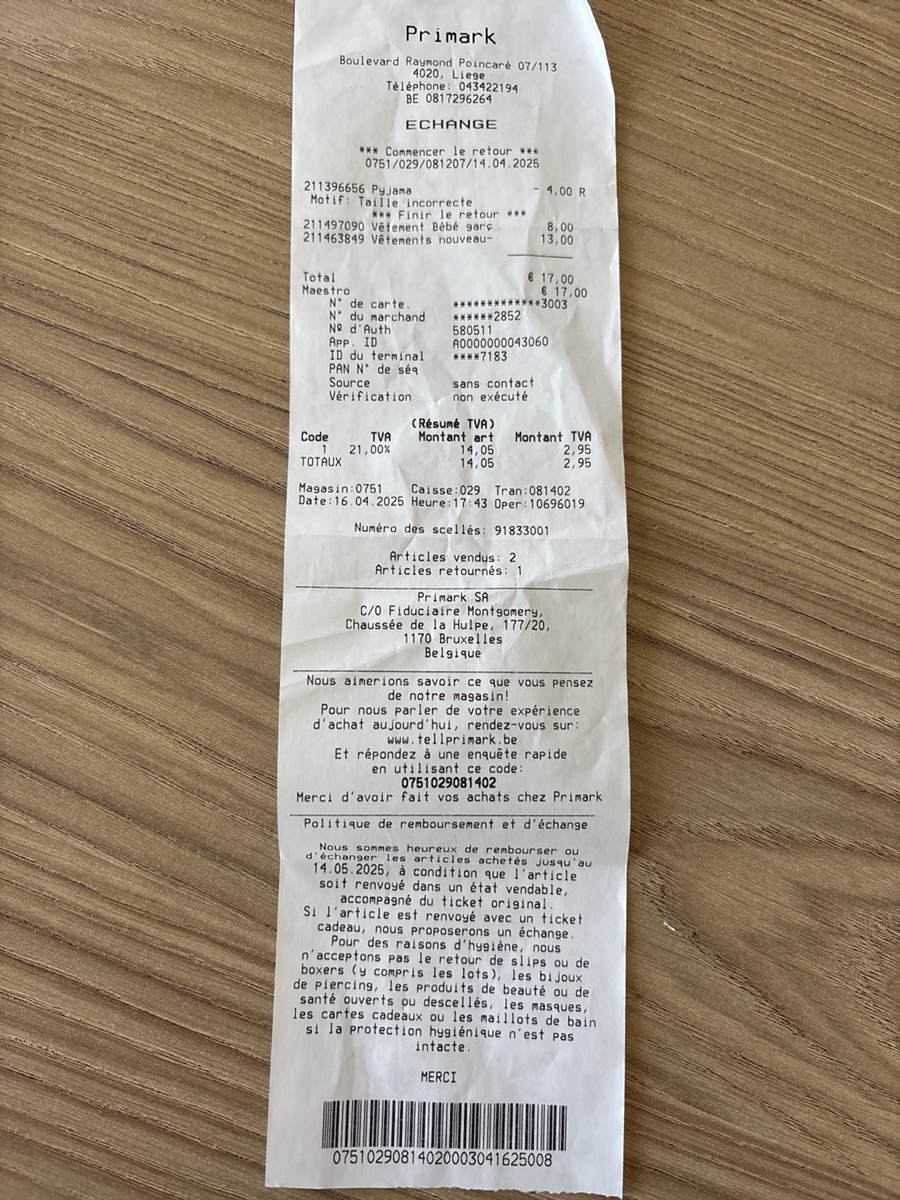 Primark
Boulevard Raymond Poincaré 07/113
4020, Liege
Téléphone: 043422194
BE 0817296264
ECHANGE
*** Commencer le retour ***
0751/029/081207/14.04.2025
211396656 Pyjama - 4,00 R
Motif: Taille incorrecte
*** Finir le retour ***
211497090 Vêtement Bébé garç 8,00
211463849 Vêtements nouveau- 13,00
Total € 17,00
Maestro € 17,00
N° de carte. *************3003
N° du marchand ******2852
Nº d'Auth 580511
App. ID A0000000043060
ID du terminal ****7183
PAN N° de séq
Source sans contact
Vérification non exécuté
(Résumé TVA)
Code TVA Montant art Montant TVA
1 21,00% 14,05 2,95
TOTAUX 14,05 2,95
Magasin:0751 Caisse:029 Tran:081402
Date:16.04.2025 Heure:17:43 Oper:10696019
Numéro des scellés: 91833001
Articles vendus: 2
Articles retournés: 1
Primark SA
C/O Fiduciaire Montgomery,
Chaussée de la Hulpe, 177/20,
1170 Bruxelles
Belgique
Nous aimerions savoir ce que vous pensez
de notre magasin!
Pour nous parler de votre expérience
d'achat aujourd'hui, rendez-vous sur:
www.tellprimark.be
Et répondez à une enquête rapide
en utilisant ce code:
0751029081402
Merci d'avoir fait vos achats chez Primark
Politique de remboursement et d'échange
Nous sommes heureux de rembourser ou
d'échanger les articles achetés jusqu'au
14.05.2025, à condition que l'article
soit renvoyé dans un état vendable,
accompagné du ticket original.
Si l'article est renvoyé avec un ticket
cadeau, nous proposerons un échange.
Pour des raisons d'hygiène, nous
n'acceptons pas le retour de slips ou de
boxers (y compris les lots), les bijoux
de piercing, les produits de beauté ou de
santé ouverts ou descellés, les masques,
les cartes cadeaux ou les maillots de bain
si la protection hygiénique n'est pas
intacte.
MERCI
07510290814020003041625008